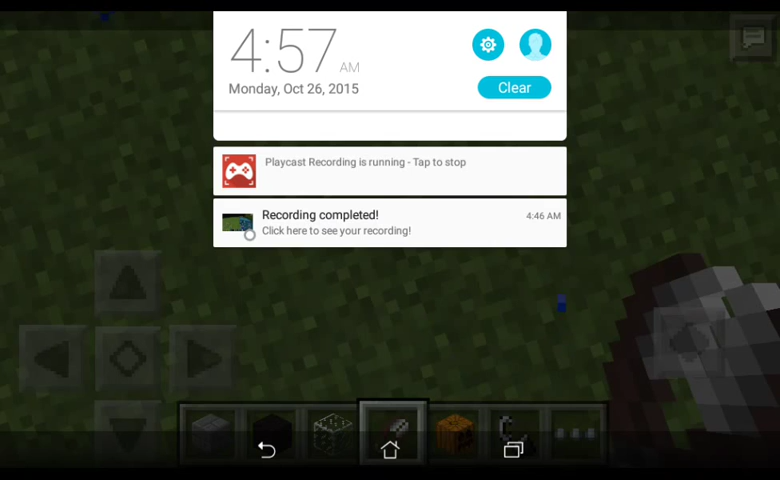 4:57 AM
Monday, Oct 26, 2015
Clear
Playcast Recording is running - Tap to stop
Recording completed!
4:46 AM
Click here to see your recording!